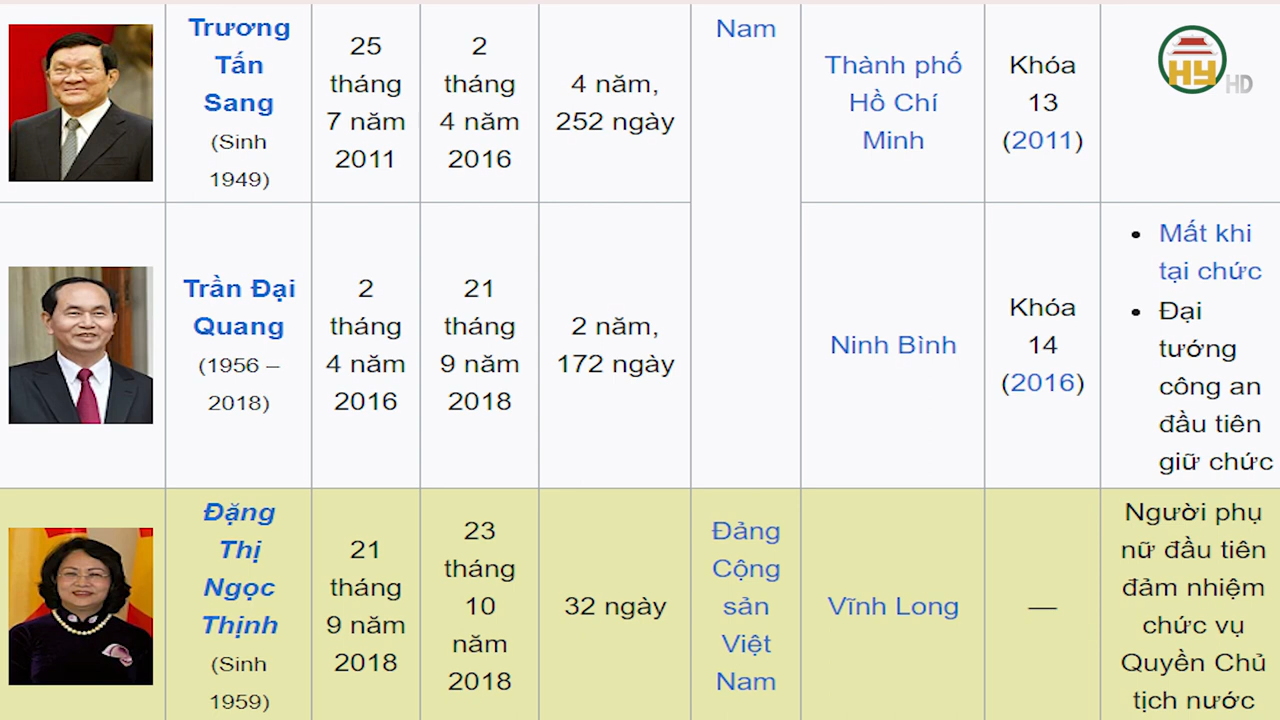 Trương
Tấn
Sang
(Sinh
1949)
25
tháng
7 năm
2011
2
tháng
4 năm
2016
4 năm,
252 ngày
Nam
Thành phố
Hồ Chí
Minh
Khóa
13
(2011)
HY HD
Trần Đại
Quang
(1956 –
2018)
2
tháng
4 năm
2016
21
tháng
9 năm
2018
2 năm,
172 ngày
Ninh Bình
Khóa
14
(2016)
• Mất khi
tại chức
• Đại
tướng
công an
đầu tiên
giữ chức
Đặng
Thị
Ngọc
Thịnh
(Sinh
1959)
21
tháng
9 năm
2018
23
tháng
10
năm
2018
32 ngày
Đảng
Cộng
sản
Việt
Nam
Vĩnh Long
—
Người phụ
nữ đầu tiên
đảm nhiệm
chức vụ
Quyền Chủ
tịch nước